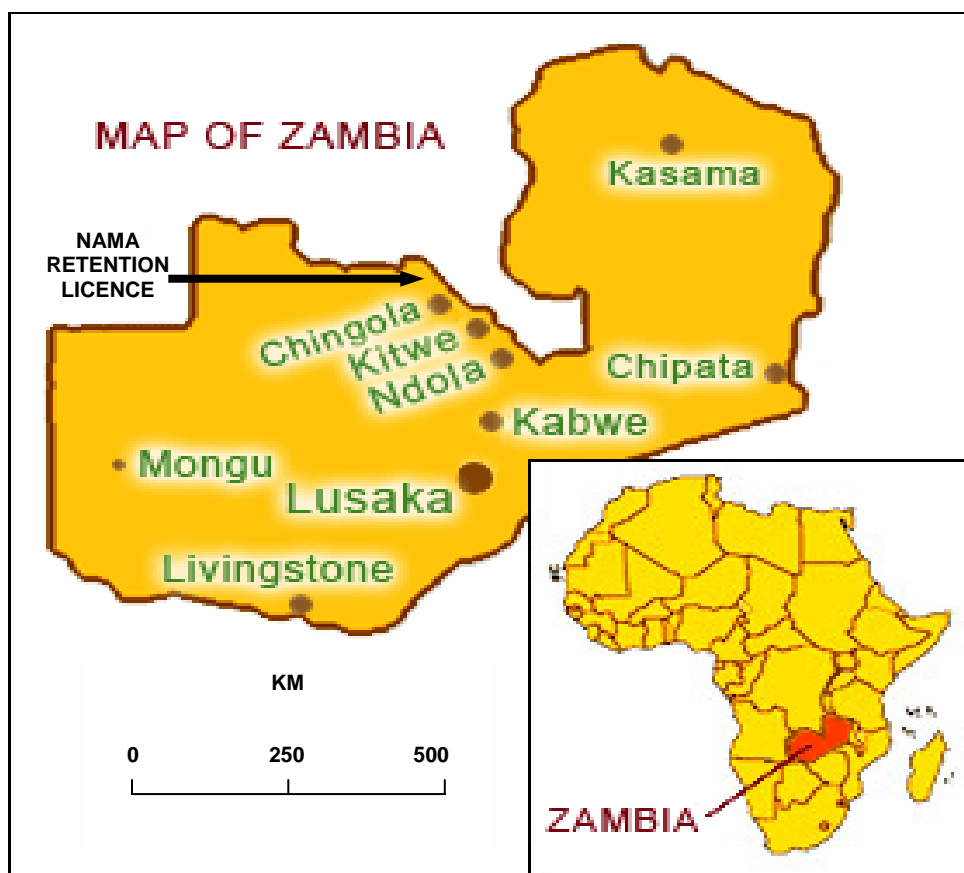 MAP OF ZAMBIA
Kasama
NAMA
RETENTION
LICENCE
Chingola
Kitwe
Ndola
Chipata
Kabwe
Mongu
Lusaka
Livingstone
KM
0 250 500
ZAMBIA